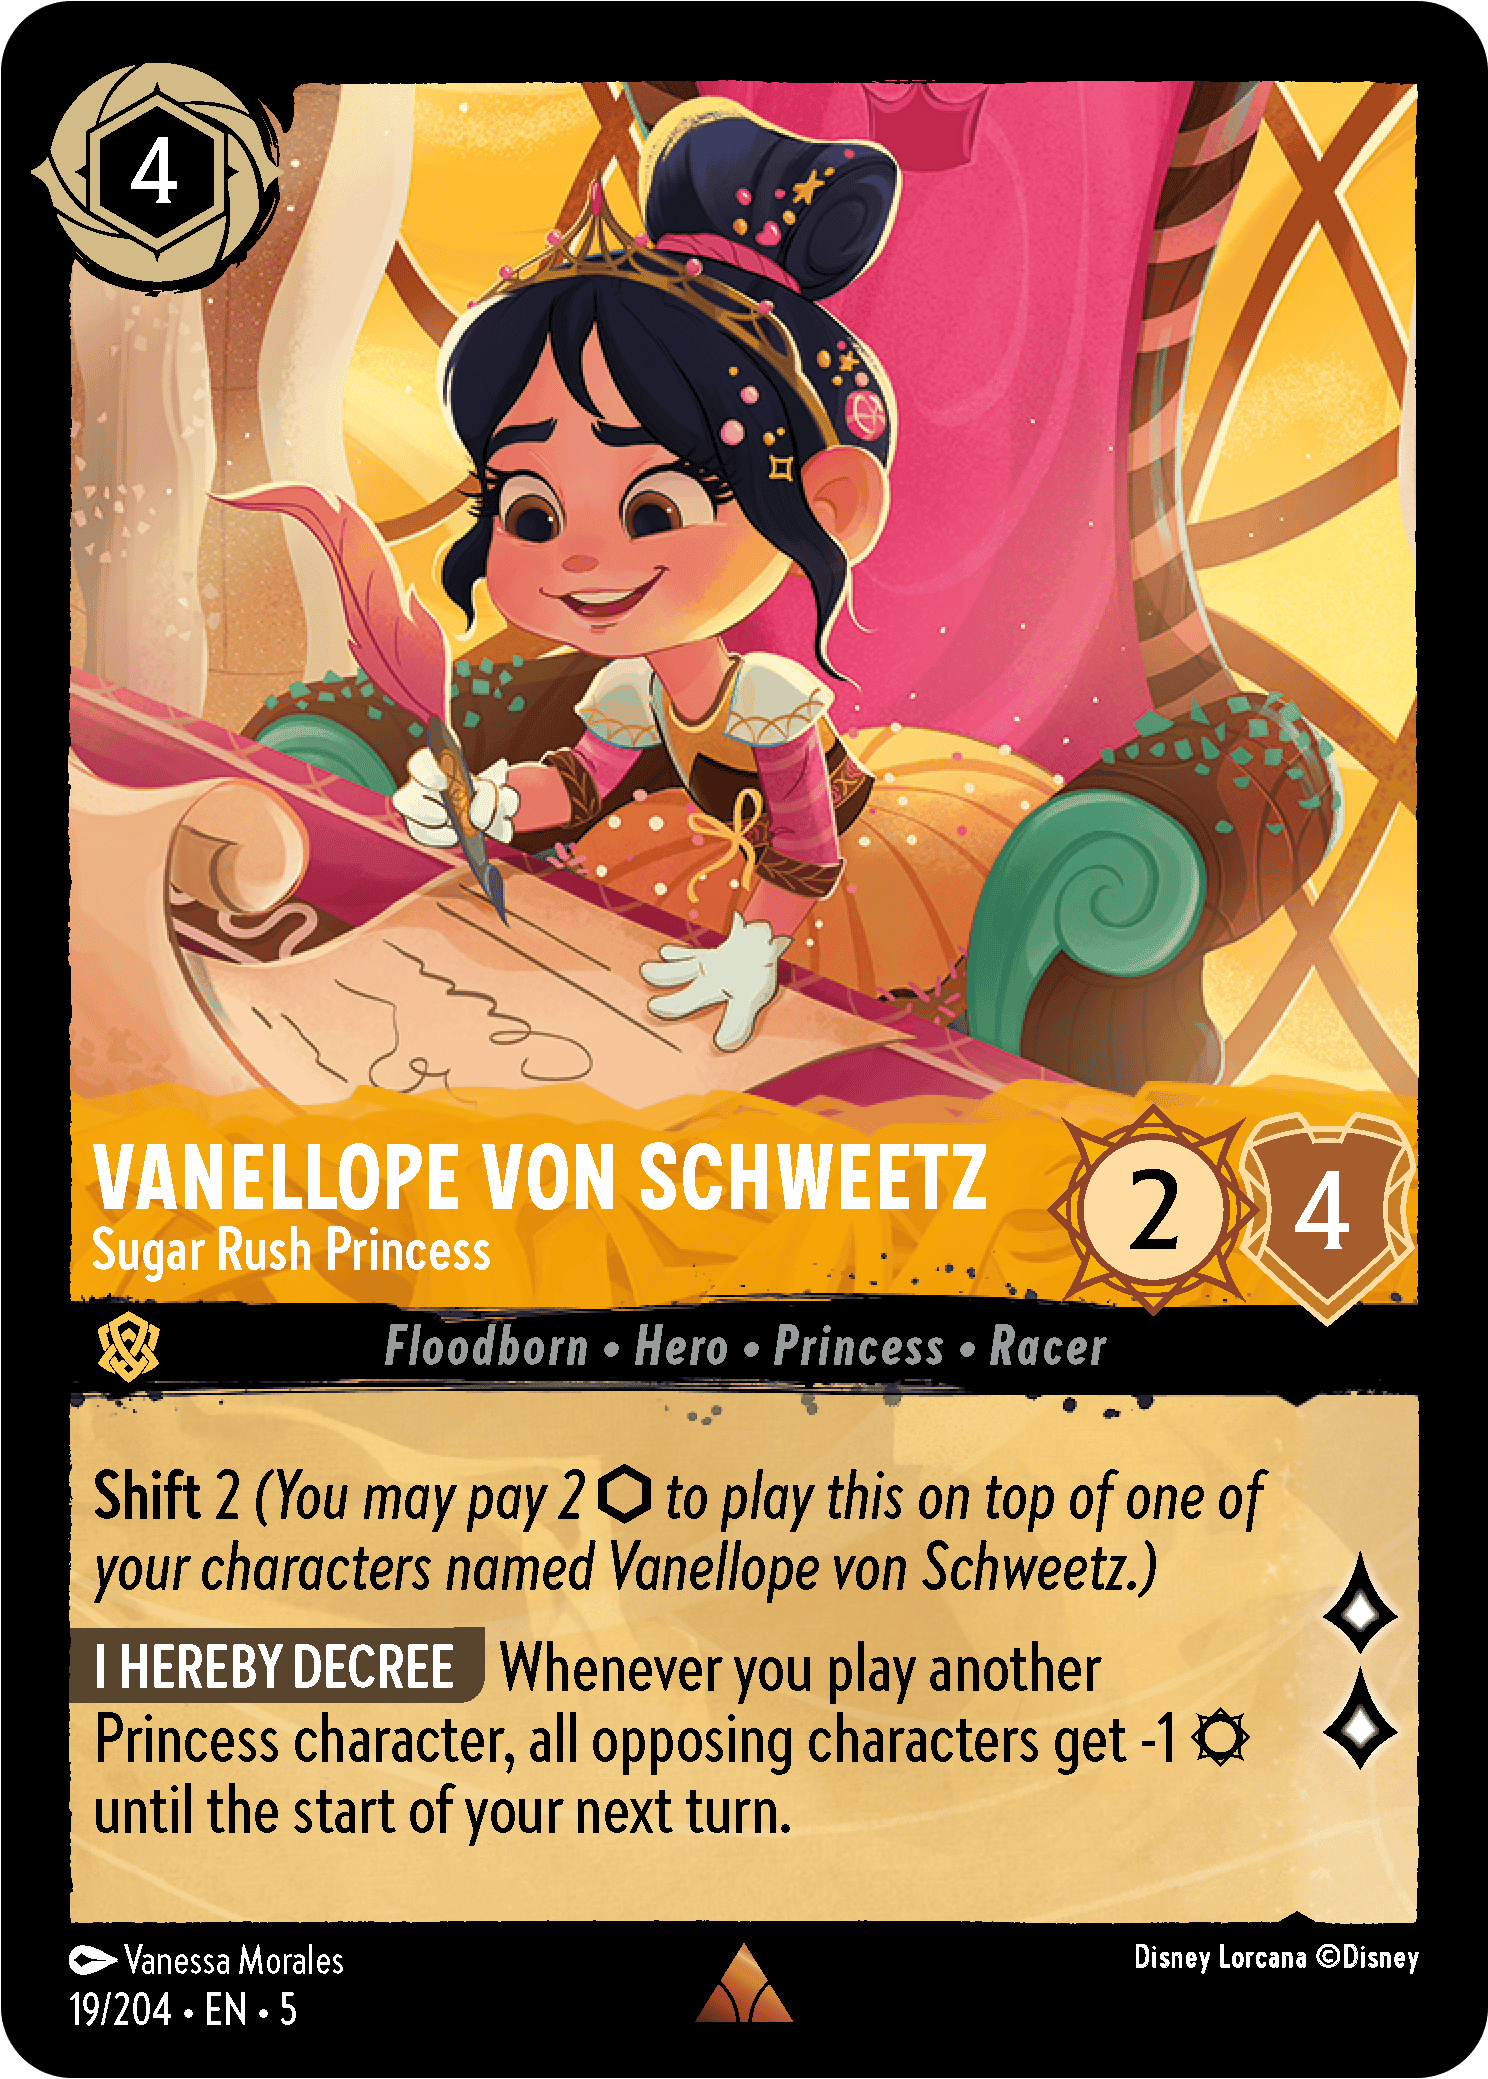 4
VANELLOPE VON SCHWEETZ
Sugar Rush Princess
2
4
Floodborn • Hero • Princess • Racer
Shift 2 (You may pay 2 ⬡ to play this on top of one of
your characters named Vanellope von Schweetz.)
I HEREBY DECREE Whenever you play another
Princess character, all opposing characters get -1
until the start of your next turn.
Vanessa Morales
Disney Lorcana ©Disney
19/204 • EN • 5